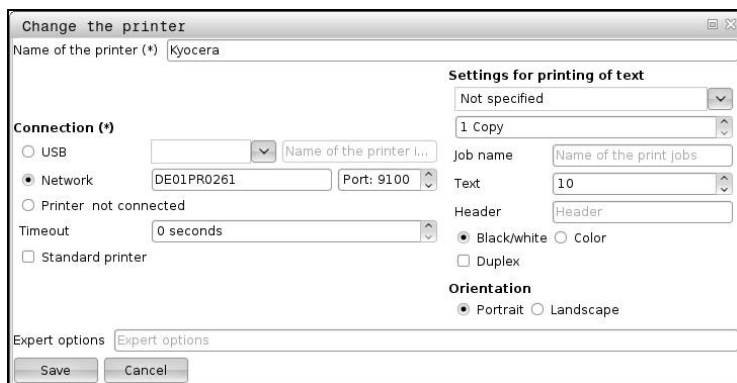 Change the printer
Name of the printer (*) Kyocera
Settings for printing of text
Not specified
Connection (*)
1 Copy
USB Name of the printer i...
Job name Name of the print jobs
Network DE01PR0261 Port: 9100
Text 10
Printer not connected
Header Header
Timeout 0 seconds
Black/white Color
Standard printer
Duplex
Orientation
Portrait Landscape
Expert options Expert options
Save Cancel